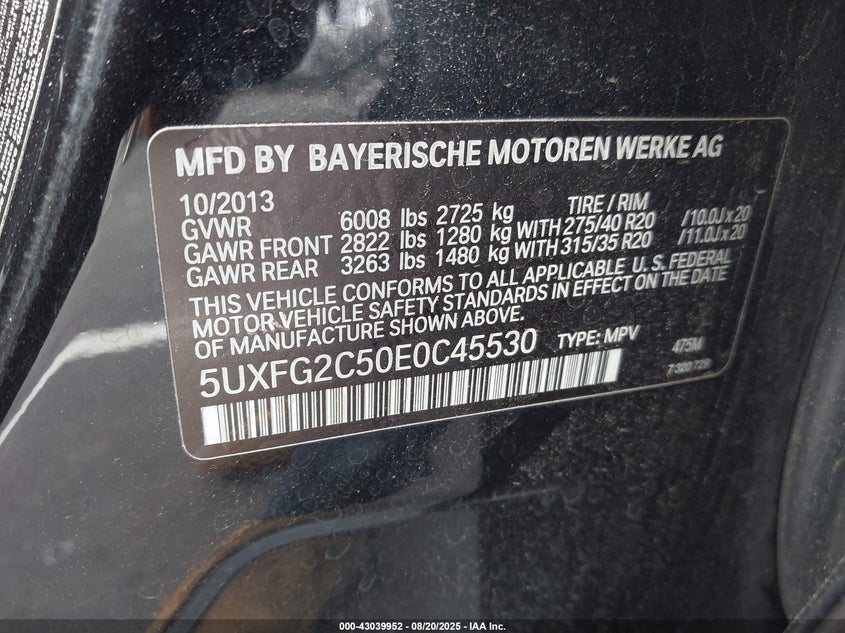 MFD BY BAYERISCHE MOTOREN WERKE AG
10/2013 TIRE / RIM
GVWR 6008 lbs 2725 kg
GAWR FRONT 2822 lbs 1280 kg WITH 275/40 R20 /10.0J x 20
GAWR REAR 3263 lbs 1480 kg WITH 315/35 R20 /11.0J x 20
THIS VEHICLE CONFORMS TO ALL APPLICABLE U. S. FEDERAL
MOTOR VEHICLE SAFETY STANDARDS IN EFFECT ON THE DATE
OF MANUFACTURE SHOWN ABOVE.
5UXFG2C50E0C45530 TYPE: MPV 475M
000-43039952 | 08/20/2025 - IAA Inc.